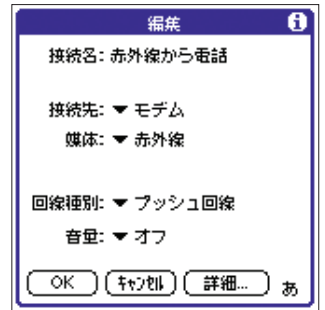 編集
接続名: 赤外線から電話
接続先: ▼ モデム
媒体: ▼ 赤外線
回線種別: ▼ プッシュ回線
音量: ▼ オフ
OK キャンセル 詳細... あ